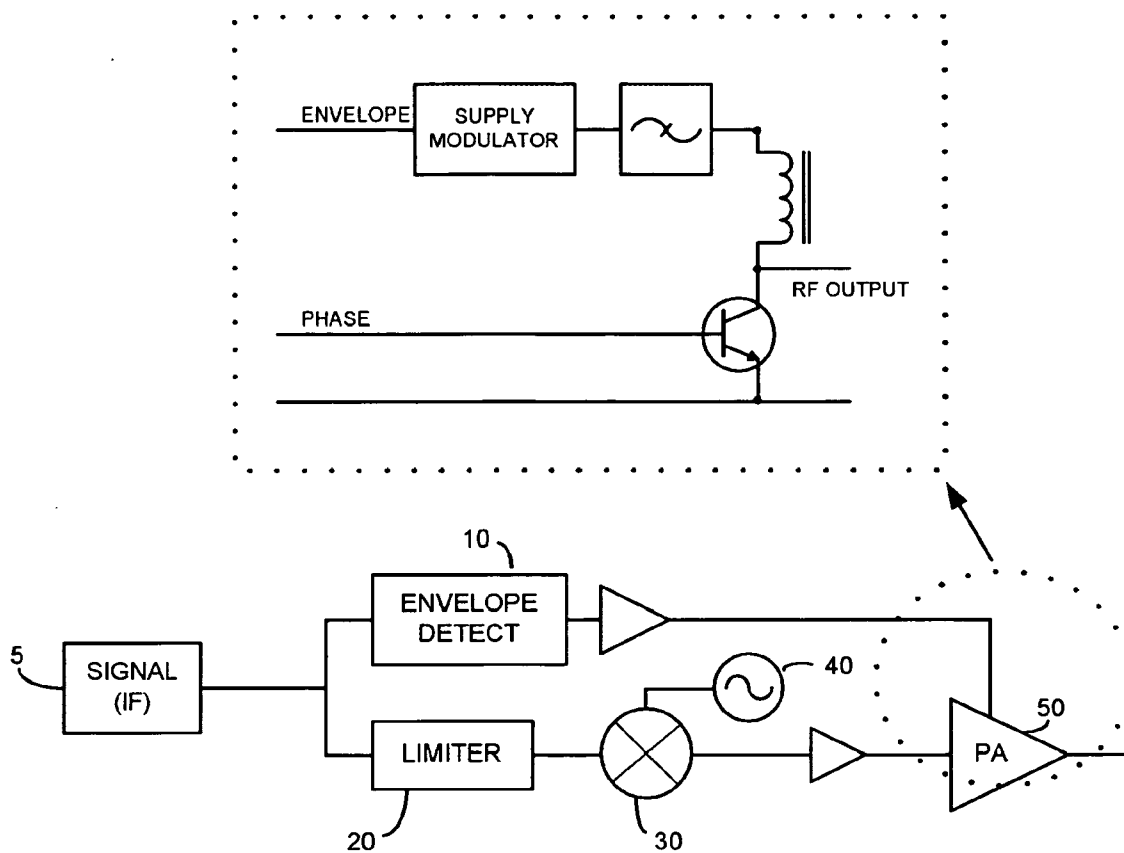 ENVELOPE
SUPPLY
MODULATOR
RF OUTPUT
PHASE
10
ENVELOPE
DETECT
5
SIGNAL
(IF)
40
50
LIMITER
PA
20
30